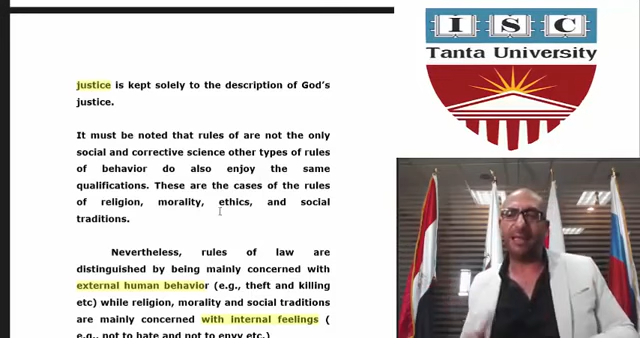 justice is kept solely to the description of God's
justice.
It must be noted that rules of are not the only
social and corrective science other types of rules
of behavior do also enjoy the same
qualifications. These are the cases of the rules
of religion, morality, ethics, and social
traditions.
Nevertheless, rules of law are
distinguished by being mainly concerned with
external human behavior (e.g., theft and killing
etc) while religion, morality and social traditions
are mainly concerned with internal feelings (
e.g., not to hate and not to envy etc.)
I S C
Tanta University